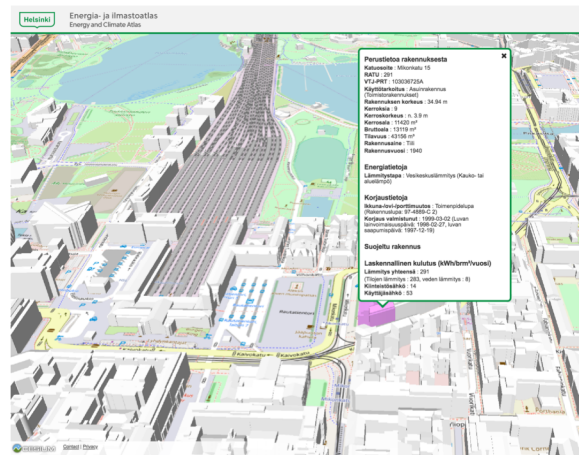 Helsinki
Energia- ja ilmastoatlas
Energy and Climate Atlas
Perustietoa rakennuksesta
Katuosoite : Mikonkatu 15
RATU : 291
VTJ-PRT : 103036725A
Käyttötarkoitus : Asuinrakennus
(Toimistorakennukset)
Rakennuksen korkeus : 34.94 m
Kerroksia : 9
Kerroskorkeus : n. 3.9 m
Kerrosala : 11420 m²
Bruttoala : 13119 m²
Tilavuus : 43156 m³
Rakennusaine : Tiili
Rakennusvuosi : 1940
Energiatietoja
Lämmitystapa : Vesikeskuslämmitys (Kauko- tai
aluelämpö)
Korjaustietoja
Ikkuna-/ovi-/porttimuutos : Toimenpidelupa
(Rakennuslupa: 97-4889-C 2)
Korjaus valmistunut : 1999-03-02 (Luvan
lainvoimaisuuspäivä: 1998-02-27, luvan
saapumispäivä: 1997-12-19)
Suojeltu rakennus
Laskennallinen kulutus (kWh/brm²/vuosi)
Lämmitys yhteensä : 291
(Tilojen lämmitys : 283, veden lämmitys : 8)
Kiinteistösähkö : 14
Käyttäjäsähkö : 53
Kaivokatu
Kaivokatu
CESIUM
Contact | Privacy